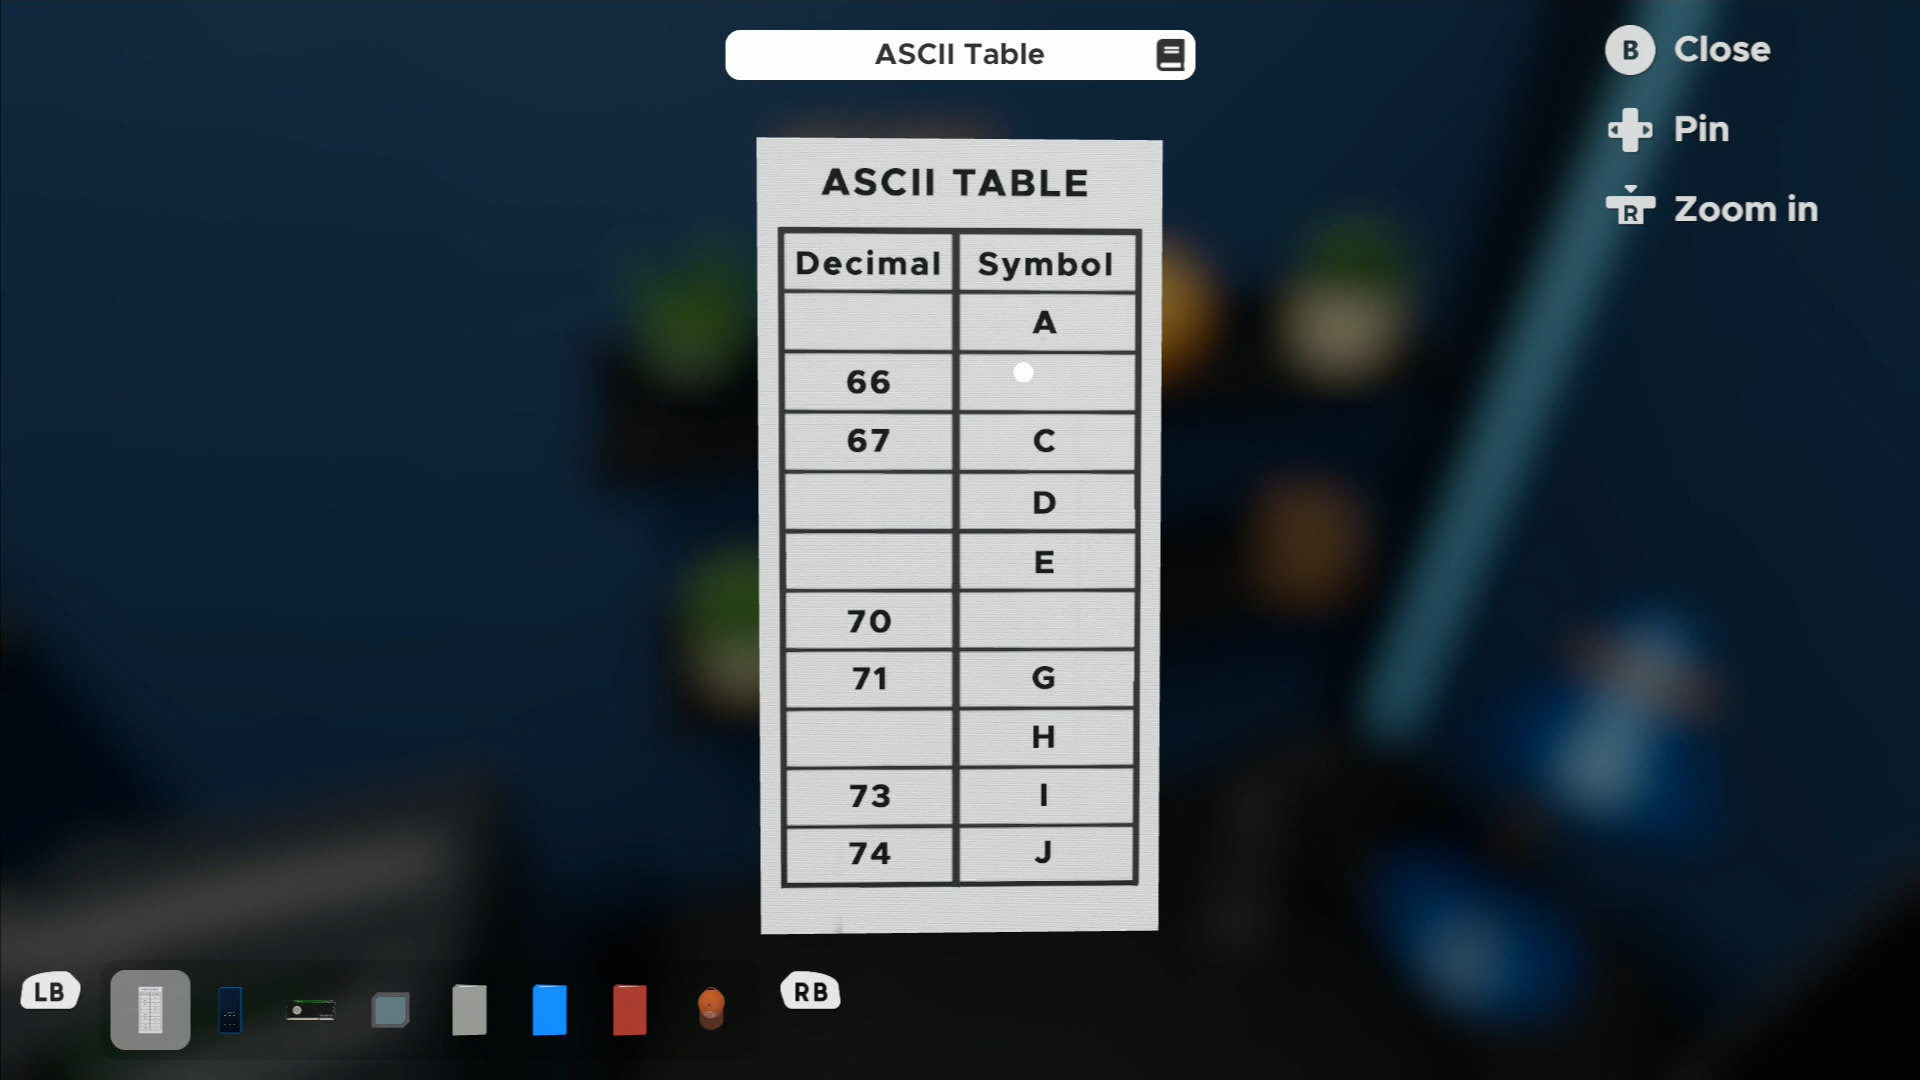 ASCII Table
B Close
Pin
R Zoom in
ASCII TABLE
Decimal Symbol
A
66
67 C
D
E
70
71 G
H
73 I
74 J
LB RB